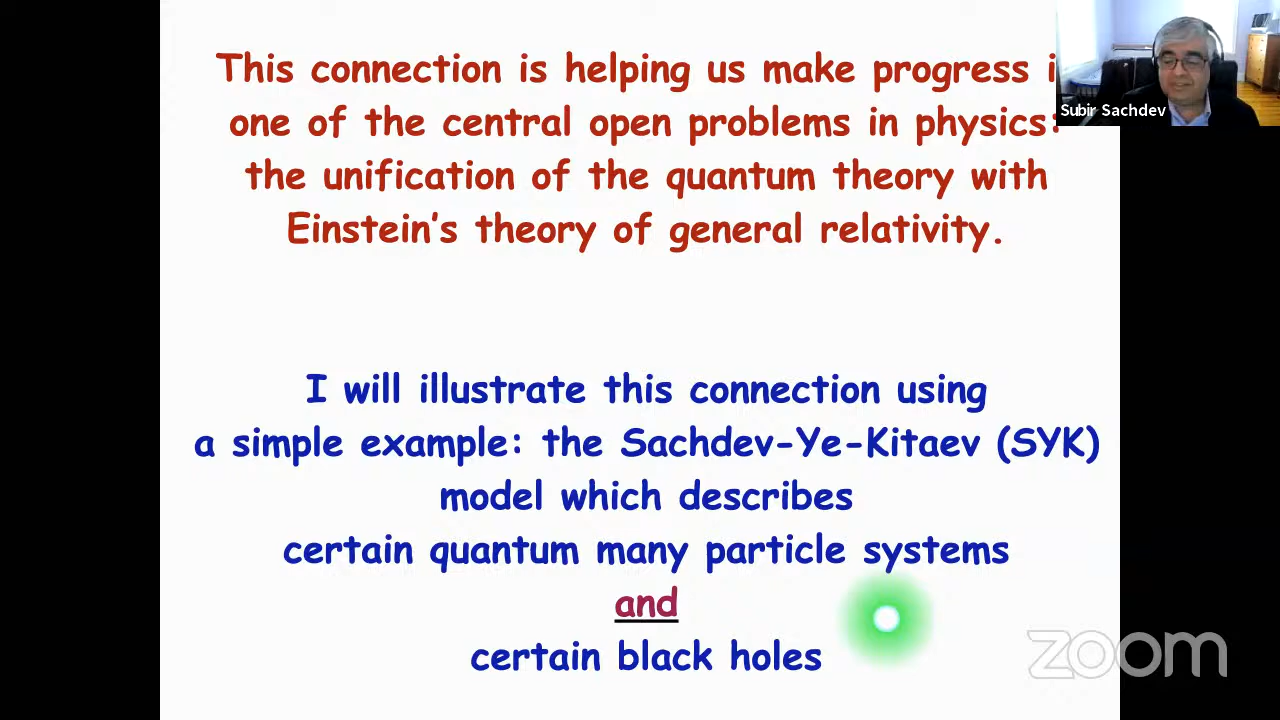 This connection is helping us make progress i
one of the central open problems in physics:
the unification of the quantum theory with
Einstein's theory of general relativity.
Subir Sachdev
I will illustrate this connection using
a simple example: the Sachdev-Ye-Kitaev (SYK)
model which describes
certain quantum many particle systems
and
certain black holes
zoom